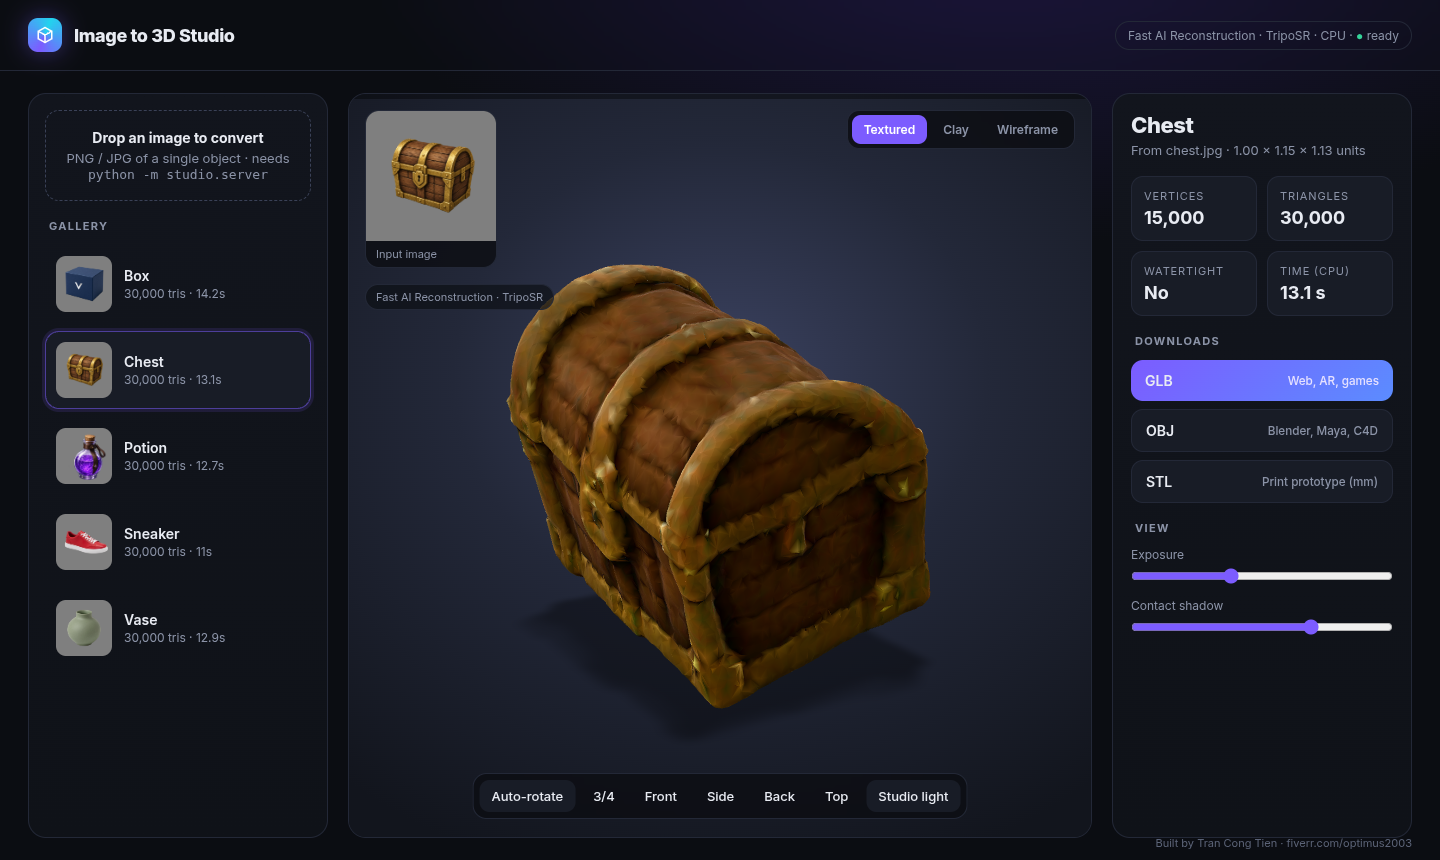 Image to 3D Studio
Fast AI Reconstruction · TripoSR · CPU · ● ready
Drop an image to convert
PNG / JPG of a single object · needs
python -m studio.server
GALLERY
Box
30,000 tris · 14.2s
Chest
30,000 tris · 13.1s
Potion
30,000 tris · 12.7s
Sneaker
30,000 tris · 11s
Vase
30,000 tris · 12.9s
Input image
Fast AI Reconstruction · TripoSR
Textured Clay Wireframe
Auto-rotate 3/4 Front Side Back Top Studio light
Chest
From chest.jpg · 1.00 × 1.15 × 1.13 units
VERTICES TRIANGLES
15,000 30,000
WATERTIGHT TIME (CPU)
No 13.1 s
DOWNLOADS
GLB Web, AR, games
OBJ Blender, Maya, C4D
STL Print prototype (mm)
VIEW
Exposure
Contact shadow
Built by Tran Cong Tien · fiverr.com/optimus2003